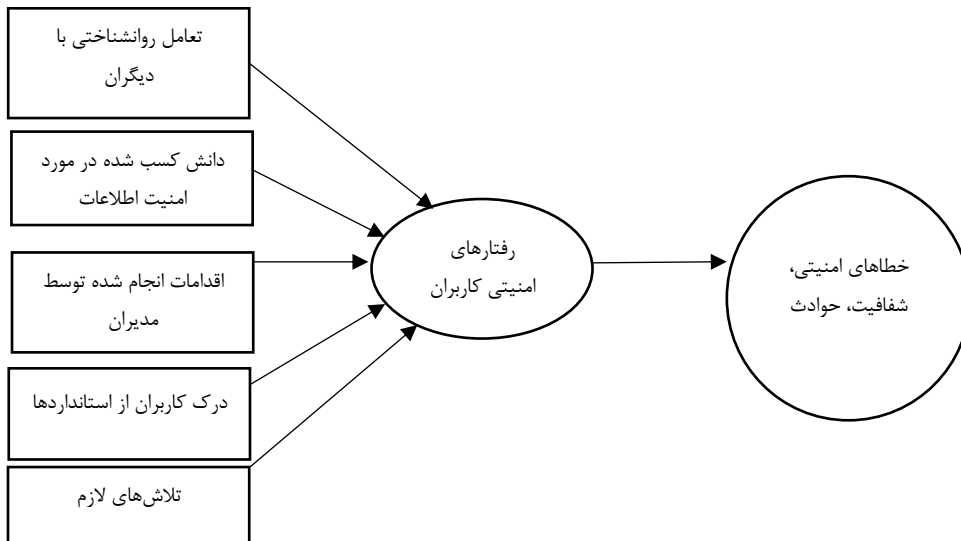 تعامل روانشناختی با
دیگران
دانش کسب شده در مورد
امنیت اطلاعات
اقدامات انجام شده توسط
مدیران
درک کاربران از استانداردها
تلاش‌های لازم
رفتارهای
امنیتی کاربران
خطاهای امنیتی،
شفافیت، حوادث